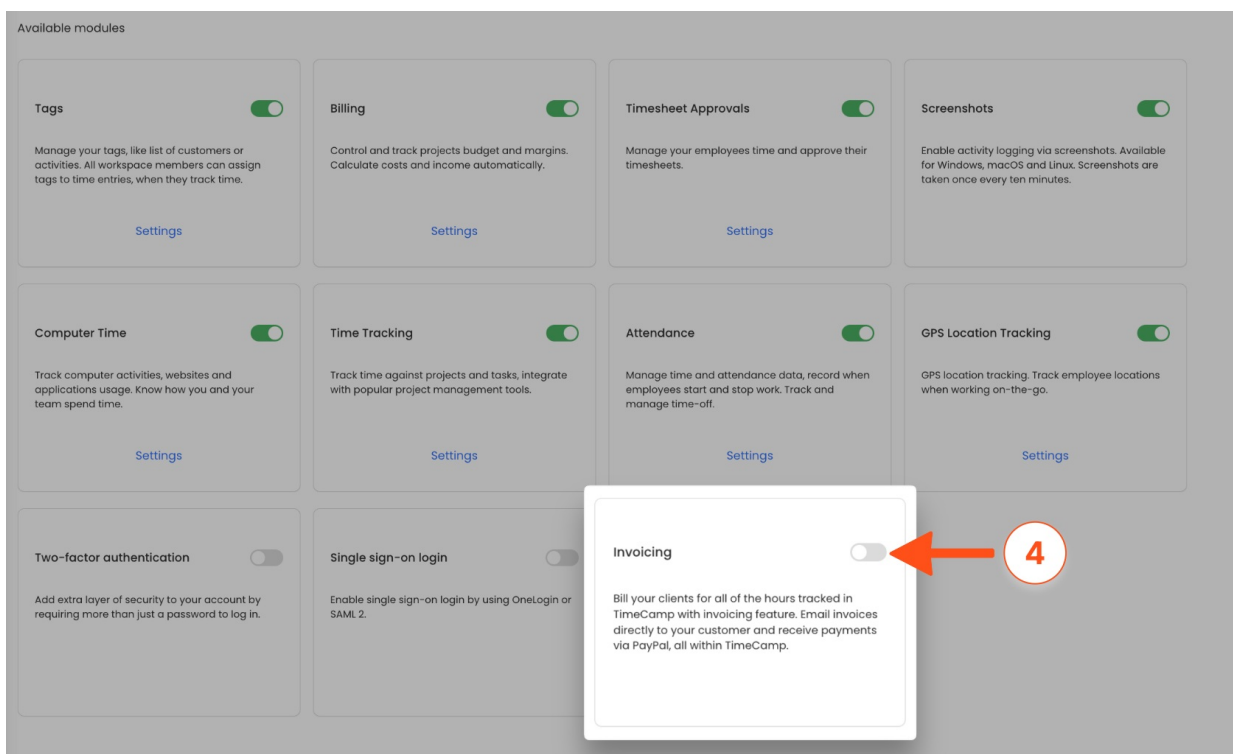 Available modules
Tags
Manage your tags, like list of customers or
activities. All workspace members can assign
tags to time entries, when they track time.
Settings
Billing
Control and track projects budget and margins.
Calculate costs and income automatically.
Settings
Timesheet Approvals
Manage your employees time and approve their
timesheets.
Settings
Screenshots
Enable activity logging via screenshots. Available
for Windows, macOS and Linux. Screenshots are
taken once every ten minutes.
Computer Time
Track computer activities, websites and
applications usage. Know how you and your
team spend time.
Settings
Time Tracking
Track time against projects and tasks, integrate
with popular project management tools.
Settings
Attendance
Manage time and attendance data, record when
employees start and stop work. Track and
manage time-off.
Settings
GPS Location Tracking
GPS location tracking. Track employee locations
when working on-the-go.
Settings
Two-factor authentication
Add extra layer of security to your account by
requiring more than just a password to log in.
Single sign-on login
Enable single sign-on login by using OneLogin or
SAML 2.
Invoicing
Bill your clients for all of the hours tracked in
TimeCamp with invoicing feature. Email invoices
directly to your customer and receive payments
via PayPal, all within TimeCamp.
4